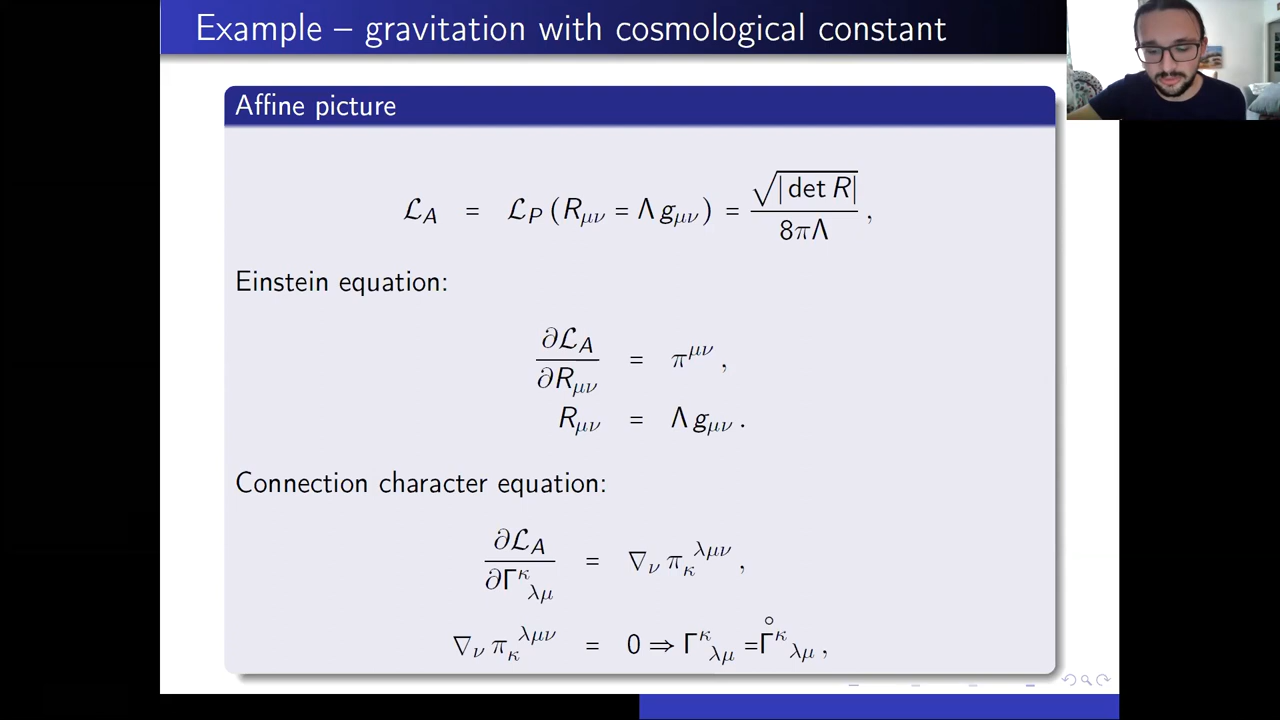 Example – gravitation with cosmological constant
Affine picture
ℒ_A = ℒ_P (R_μν = Λ g_μν) = √|det R| / 8πΛ ,
Einstein equation:
∂ℒ_A / ∂R_μν = π^μν ,
R_μν = Λ g_μν .
Connection character equation:
∂ℒ_A / ∂Γ^κ_λμ = ∇_ν π_κ^λμν ,
∇_ν π_κ^λμν = 0 ⇒ Γ^κ_λμ = Γ̊^κ_λμ ,